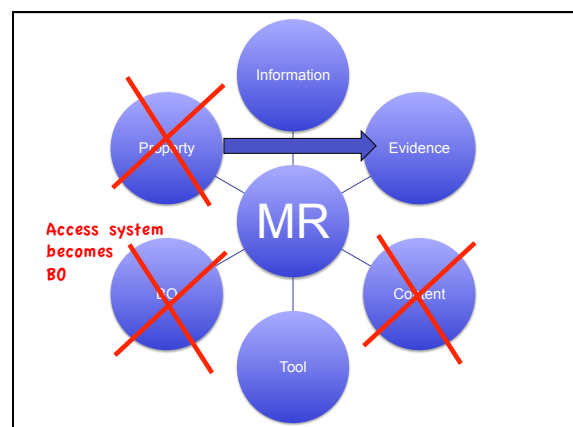 Information
Property
Evidence
MR
Access system
becomes
BO
BO
Content
Tool